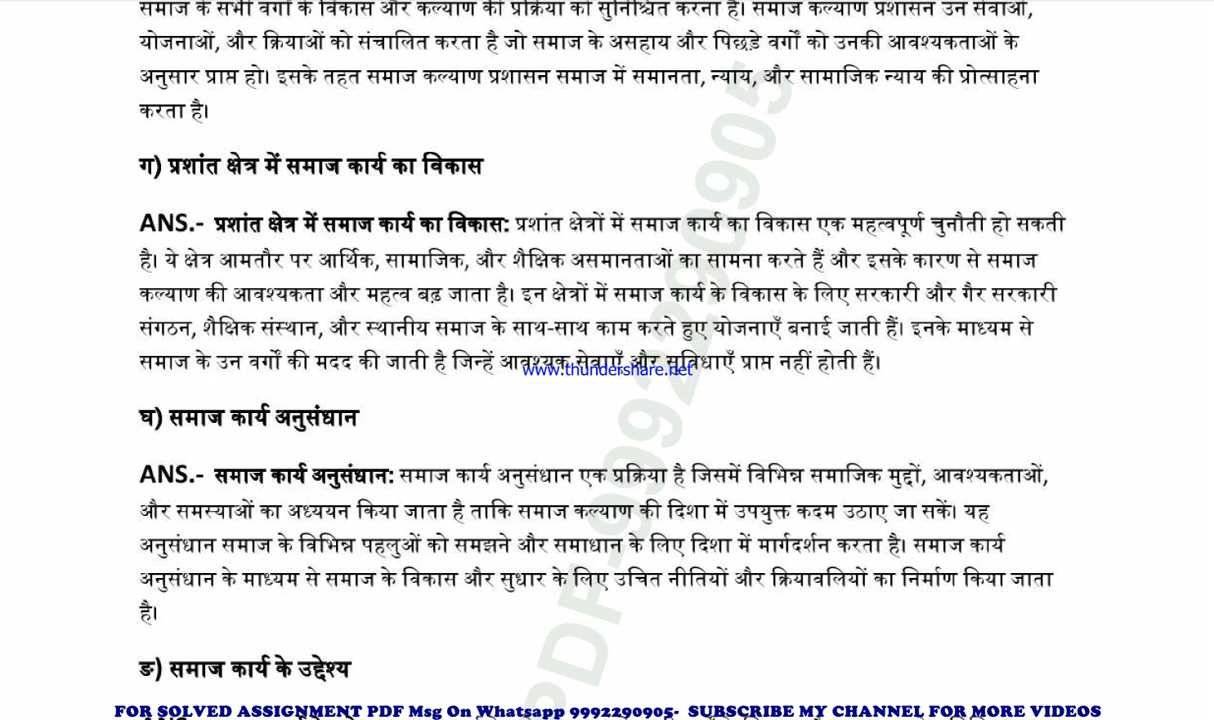 समाज के सभी वर्गों के विकास और कल्याण की प्रक्रिया को सुनिश्चित करना है। समाज कल्याण प्रशासन उन सेवाओं,
योजनाओं, और क्रियाओं को संचालित करता है जो समाज के असहाय और पिछड़े वर्गों को उनकी आवश्यकताओं के
अनुसार प्राप्त हो। इसके तहत समाज कल्याण प्रशासन समाज में समानता, न्याय, और सामाजिक न्याय की प्रोत्साहना
करता है।
ग) प्रशांत क्षेत्र में समाज कार्य का विकास
ANS.- प्रशांत क्षेत्र में समाज कार्य का विकास: प्रशांत क्षेत्रों में समाज कार्य का विकास एक महत्वपूर्ण चुनौती हो सकती
है। ये क्षेत्र आमतौर पर आर्थिक, सामाजिक, और शैक्षिक असमानताओं का सामना करते हैं और इसके कारण से समाज
कल्याण की आवश्यकता और महत्व बढ़ जाता है। इन क्षेत्रों में समाज कार्य के विकास के लिए सरकारी और गैर सरकारी
संगठन, शैक्षिक संस्थान, और स्थानीय समाज के साथ-साथ काम करते हुए योजनाएँ बनाई जाती हैं। इनके माध्यम से
समाज के उन वर्गों की मदद की जाती है जिन्हें आवश्यक सेवाएँ और सुविधाएँ प्राप्त नहीं होती हैं।
www.thundershare.net
घ) समाज कार्य अनुसंधान
ANS.- समाज कार्य अनुसंधान: समाज कार्य अनुसंधान एक प्रक्रिया है जिसमें विभिन्न समाजिक मुद्दों, आवश्यकताओं,
और समस्याओं का अध्ययन किया जाता है ताकि समाज कल्याण की दिशा में उपयुक्त कदम उठाए जा सकें। यह
अनुसंधान समाज के विभिन्न पहलुओं को समझने और समाधान के लिए दिशा में मार्गदर्शन करता है। समाज कार्य
अनुसंधान के माध्यम से समाज के विकास और सुधार के लिए उचित नीतियों और क्रियावलियों का निर्माण किया जाता
है।
ङ) समाज कार्य के उद्देश्य
PDF-9992290905
FOR SOLVED ASSIGNMENT PDF Msg On Whatsapp 9992290905- SUBSCRIBE MY CHANNEL FOR MORE VIDEOS